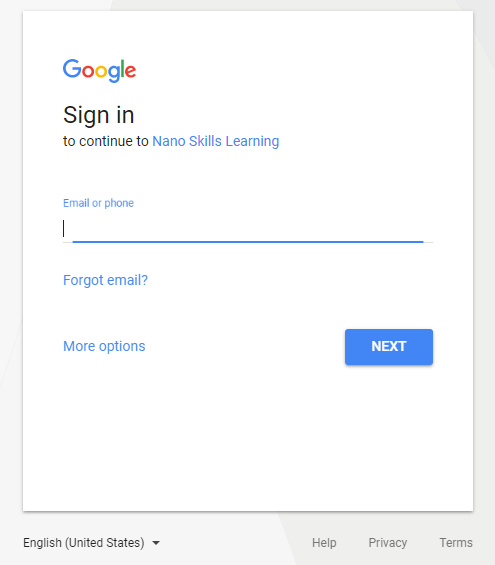 Google
Sign in
to continue to Nano Skills Learning
Email or phone
Forgot email?
More options
NEXT
English (United States)
Help
Privacy
Terms